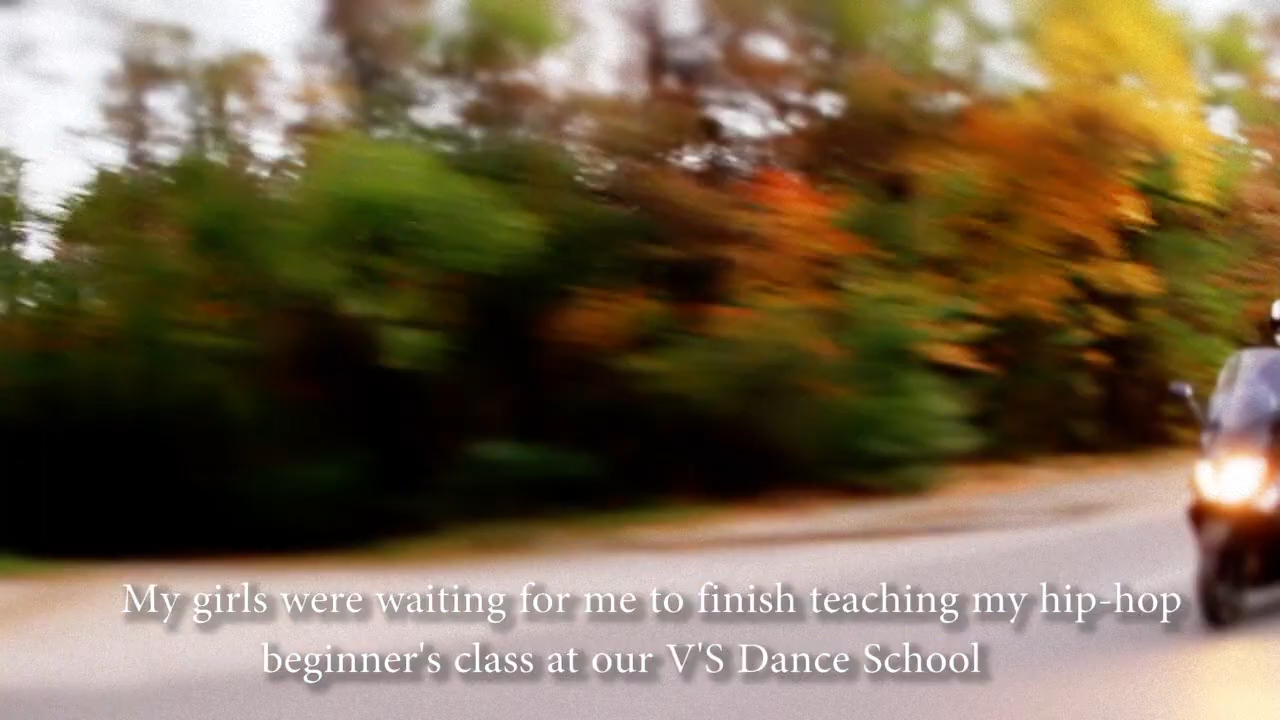 My girls were waiting for me to finish teaching my hip-hop
beginner's class at our V'S Dance School